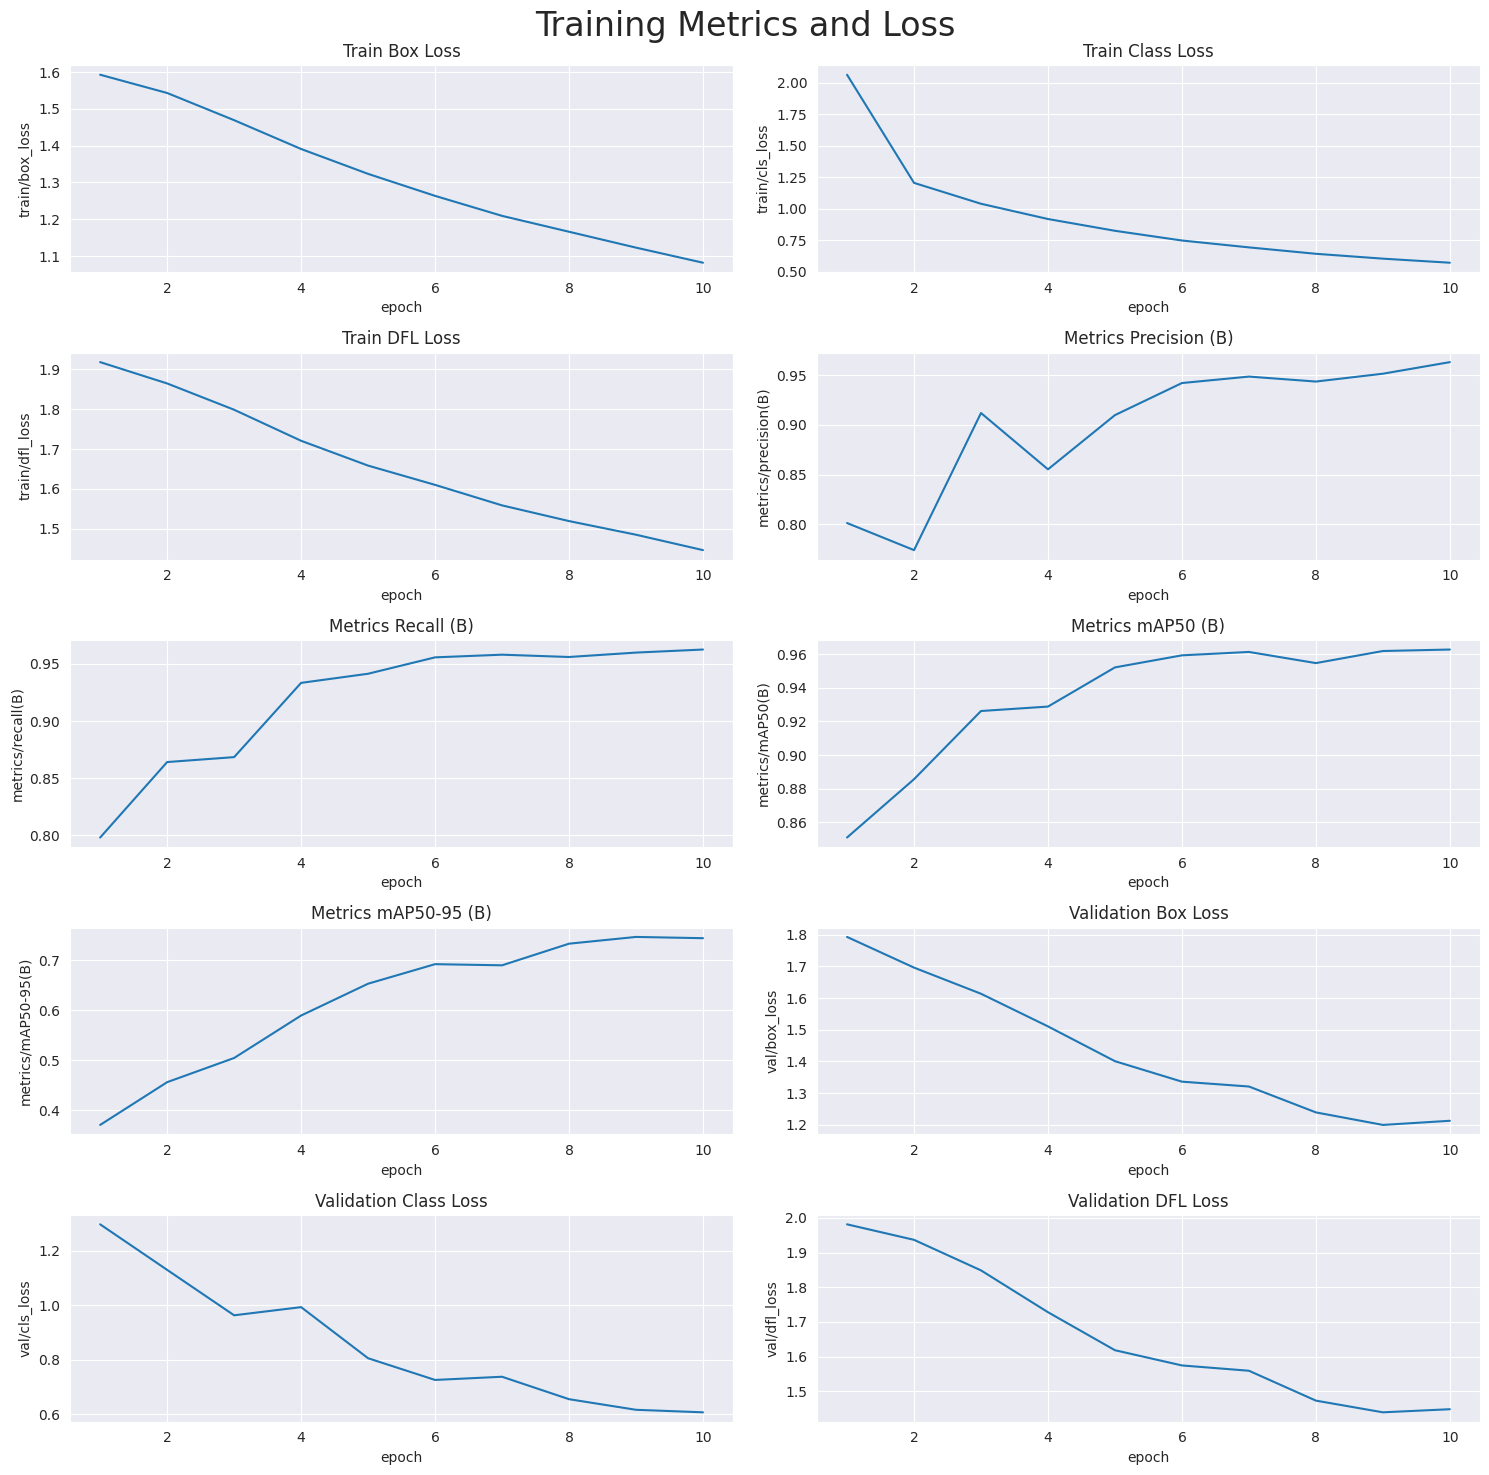 Training Metrics and Loss
Train Box Loss
1.6
1.5
1.4
1.3
1.2
1.1
train/box_loss
2 4 6 8 10
epoch
Train Class Loss
2.00
1.75
1.50
1.25
1.00
0.75
0.50
train/cls_loss
2 4 6 8 10
epoch
Train DFL Loss
1.9
1.8
1.7
1.6
1.5
train/dfl_loss
2 4 6 8 10
epoch
Metrics Precision (B)
0.95
0.90
0.85
0.80
metrics/precision(B)
2 4 6 8 10
epoch
Metrics Recall (B)
0.95
0.90
0.85
0.80
metrics/recall(B)
2 4 6 8 10
epoch
Metrics mAP50 (B)
0.96
0.94
0.92
0.90
0.88
0.86
metrics/mAP50(B)
2 4 6 8 10
epoch
Metrics mAP50-95 (B)
0.7
0.6
0.5
0.4
metrics/mAP50-95(B)
2 4 6 8 10
epoch
Validation Box Loss
1.8
1.7
1.6
1.5
1.4
1.3
1.2
val/box_loss
2 4 6 8 10
epoch
Validation Class Loss
1.2
1.0
0.8
0.6
val/cls_loss
2 4 6 8 10
epoch
Validation DFL Loss
2.0
1.9
1.8
1.7
1.6
1.5
val/dfl_loss
2 4 6 8 10
epoch